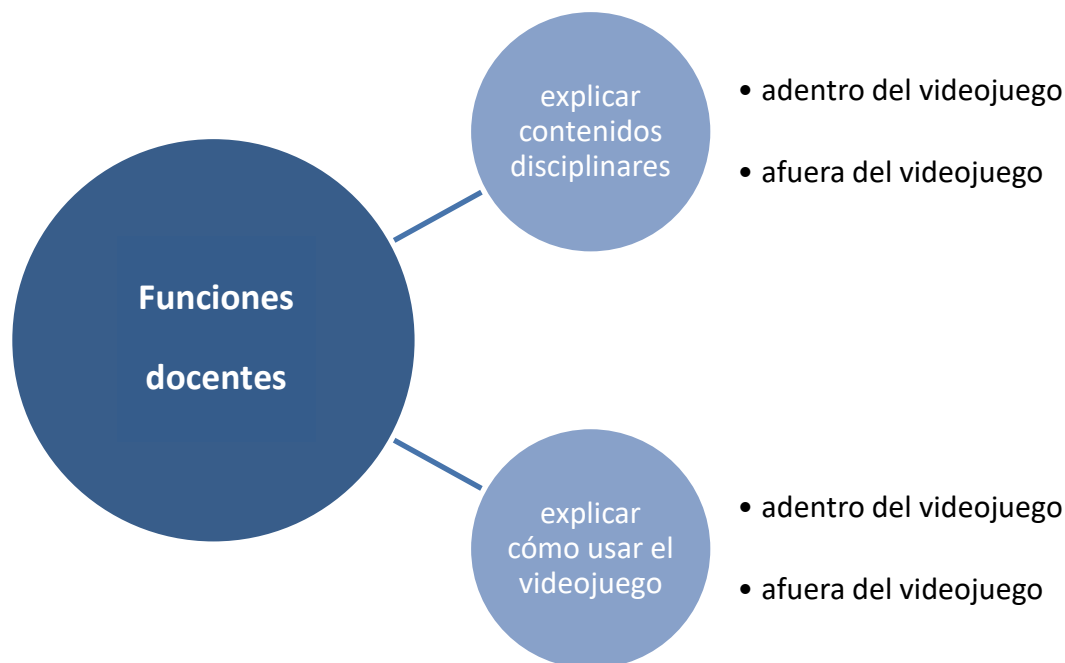 Funciones
docentes
explicar
contenidos
disciplinares
• adentro del videojuego
• afuera del videojuego
explicar
cómo usar el
videojuego
• adentro del videojuego
• afuera del videojuego